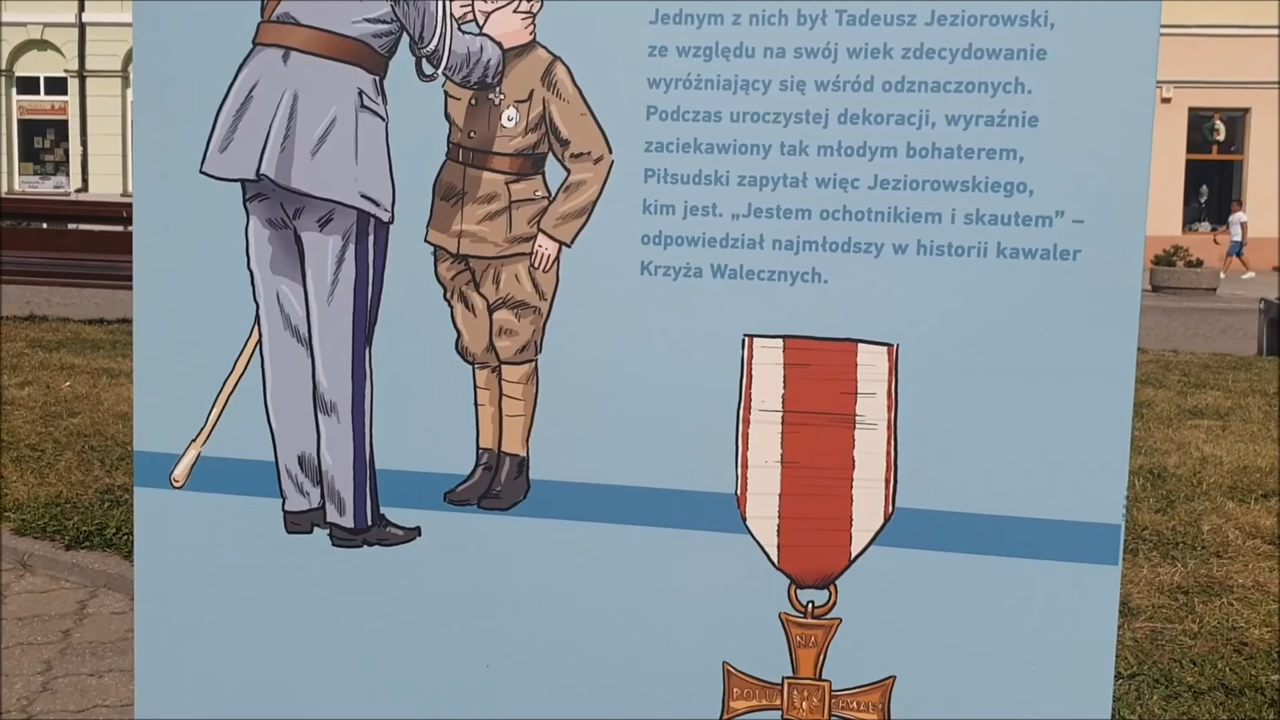 Jednym z nich był Tadeusz Jeziorowski,
ze względu na swój wiek zdecydowanie
wyróżniający się wśród odznaczonych.
Podczas uroczystej dekoracji, wyraźnie
zaciekawiony tak młodym bohaterem,
Piłsudski zapytał więc Jeziorowskiego,
kim jest. „Jestem ochotnikiem i skautem” –
odpowiedział najmłodszy w historii kawaler
Krzyża Walecznych.
NA
POLU
CHWAŁY